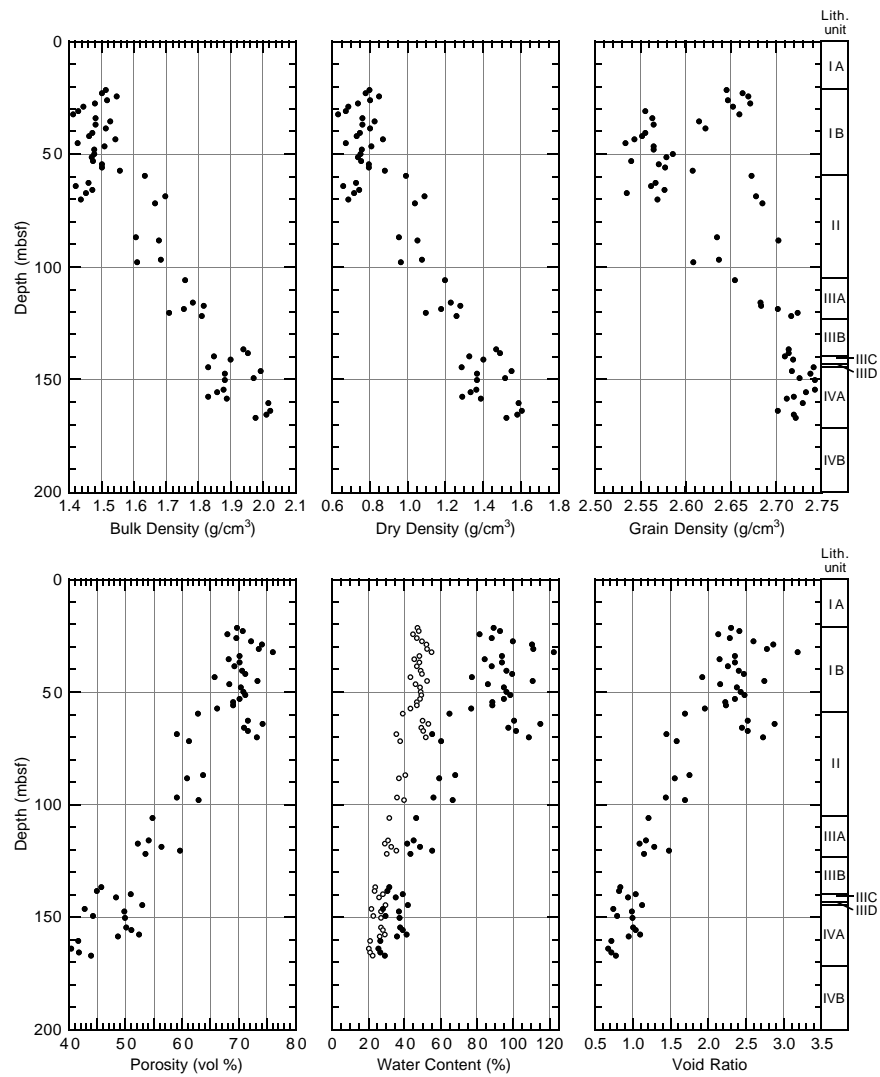 Lith.
unit
0
50
100
150
200
Depth (mbsf)
1.4 1.5 1.6 1.7 1.8 1.9 2.0 2.1
Bulk Density (g/cm³)
0.6 0.8 1.0 1.2 1.4 1.6 1.8
Dry Density (g/cm³)
2.50 2.55 2.60 2.65 2.70 2.75
Grain Density (g/cm³)
IA
IB
II
IIIA
IIIB
IIIC
IIID
IVA
IVB
Lith.
unit
0
50
100
150
200
Depth (mbsf)
40 50 60 70 80
Porosity (vol %)
0 20 40 60 80 100 120
Water Content (%)
0.5 1.0 1.5 2.0 2.5 3.0 3.5
Void Ratio
IA
IB
II
IIIA
IIIB
IIIC
IIID
IVA
IVB